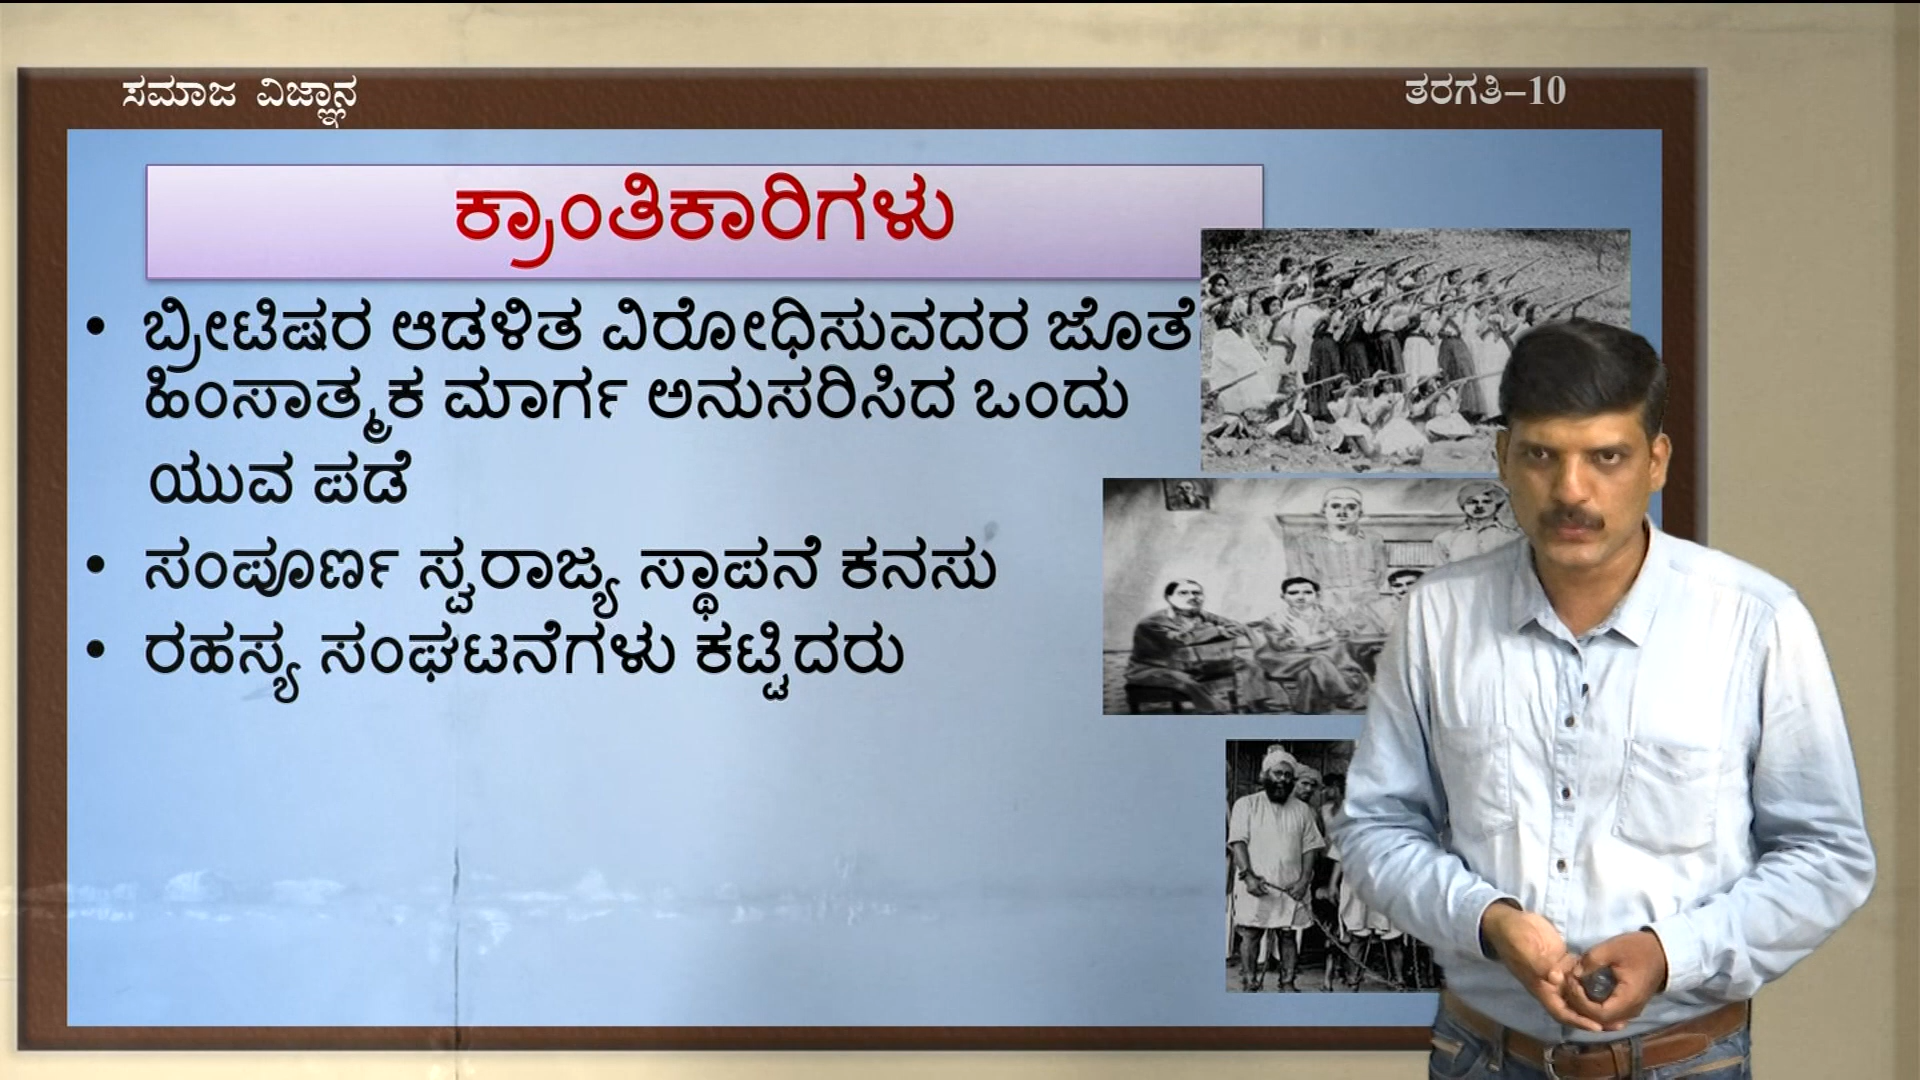 ಸಮಾಜ ವಿಜ್ಞಾನ
ತರಗತಿ–10
ಕ್ರಾಂತಿಕಾರಿಗಳು
• ಬ್ರೀಟಿಷರ ಆಡಳಿತ ವಿರೋಧಿಸುವದರ ಜೊತೆ
ಹಿಂಸಾತ್ಮಕ ಮಾರ್ಗ ಅನುಸರಿಸಿದ ಒಂದು
ಯುವ ಪಡೆ
• ಸಂಪೂರ್ಣ ಸ್ವರಾಜ್ಯ ಸ್ಥಾಪನೆ ಕನಸು
• ರಹಸ್ಯ ಸಂಘಟನೆಗಳು ಕಟ್ಟಿದರು